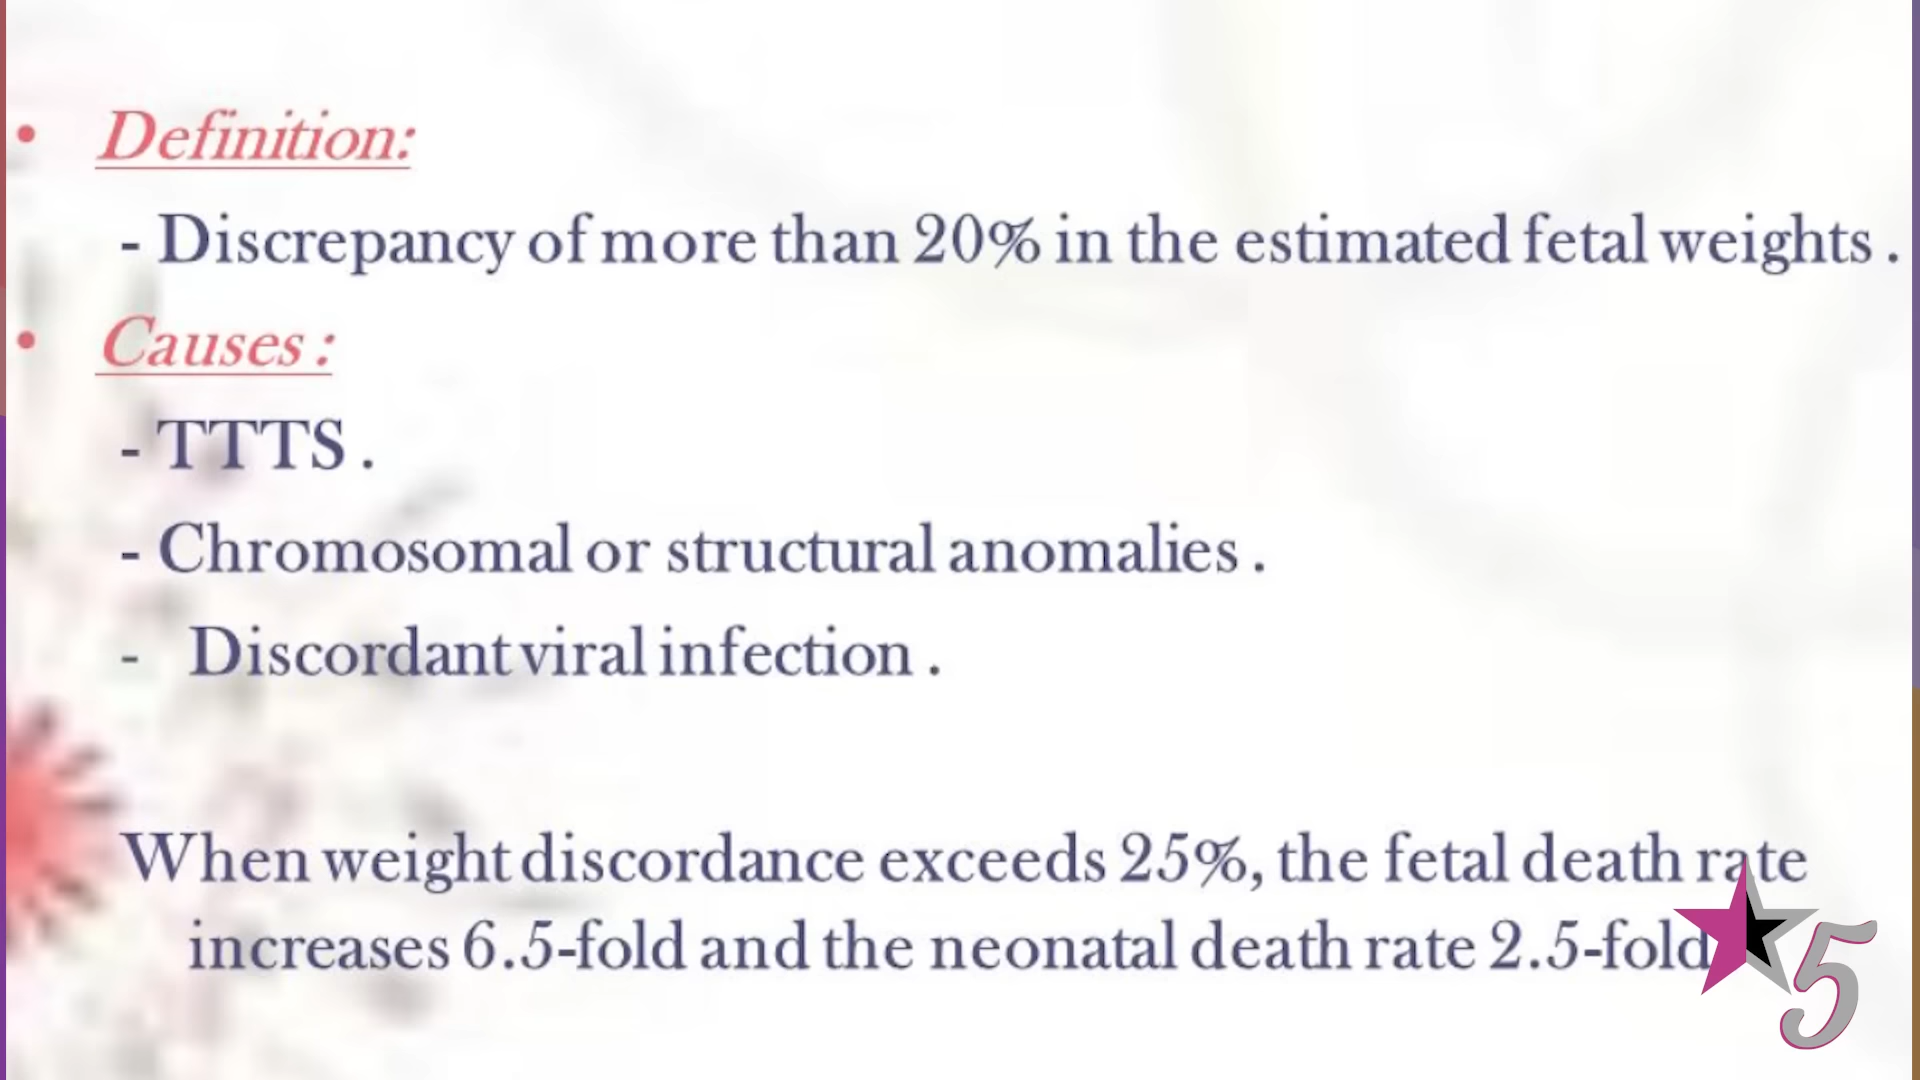 • Definition:
- Discrepancy of more than 20% in the estimated fetal weights .
• Causes :
- TTTS .
- Chromosomal or structural anomalies .
- Discordant viral infection .
When weight discordance exceeds 25%, the fetal death rate
increases 6.5-fold and the neonatal death rate 2.5-fold
5